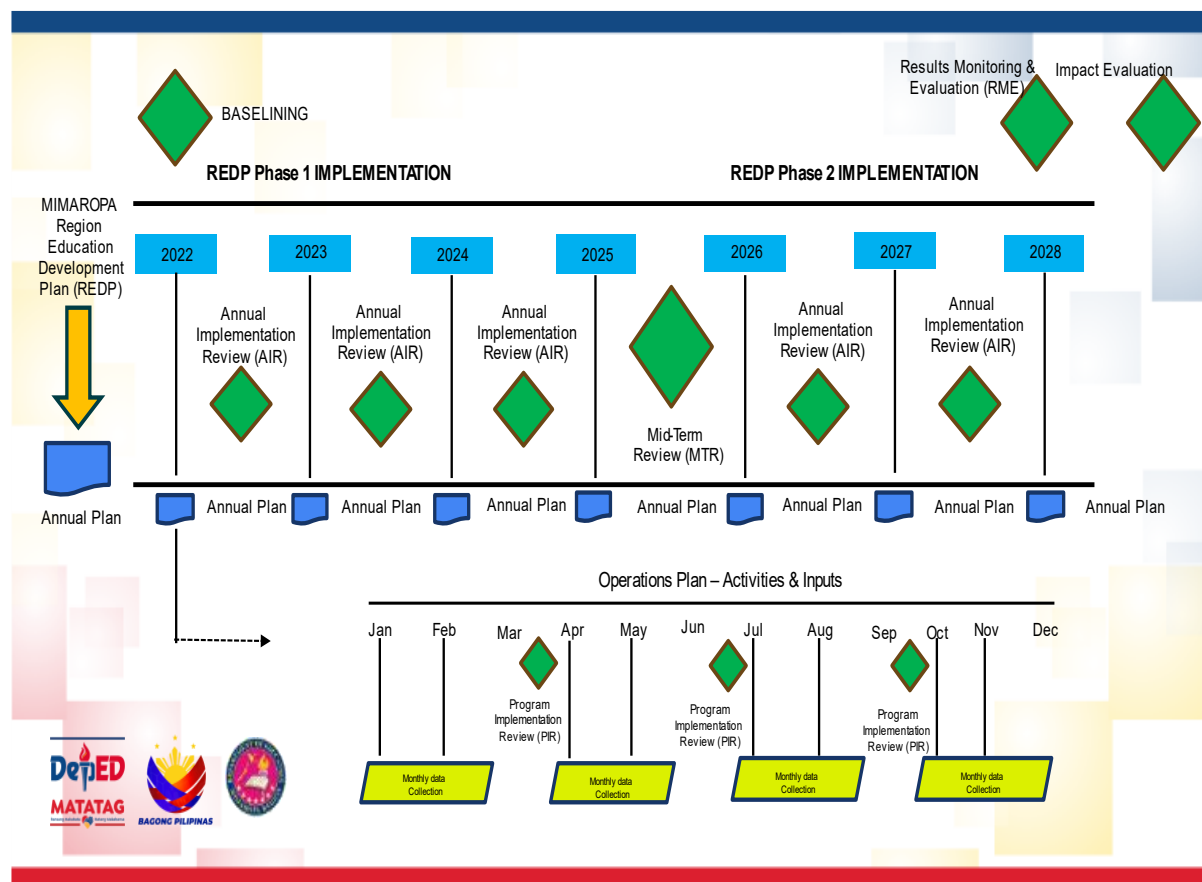 Results Monitoring &
Evaluation (RME)
Impact Evaluation
BASELINING
REDP Phase 1 IMPLEMENTATION
REDP Phase 2 IMPLEMENTATION
MIMAROPA
Region
Education
Development
Plan (REDP)
2022
2023
2024
2025
2026
2027
2028
Annual
Implementation
Review (AIR)
Annual
Implementation
Review (AIR)
Annual
Implementation
Review (AIR)
Mid-Term
Review (MTR)
Annual
Implementation
Review (AIR)
Annual
Implementation
Review (AIR)
Annual Plan
Annual Plan
Annual Plan
Annual Plan
Annual Plan
Annual Plan
Annual Plan
Annual Plan
Operations Plan – Activities & Inputs
Jan
Feb
Mar
Apr
May
Jun
Jul
Aug
Sep
Oct
Nov
Dec
Program
Implementation
Review (PIR)
Program
Implementation
Review (PIR)
Program
Implementation
Review (PIR)
Monthly data
Collection
Monthly data
Collection
Monthly data
Collection
Monthly data
Collection
DepED
MATATAG
BAGONG PILIPINAS